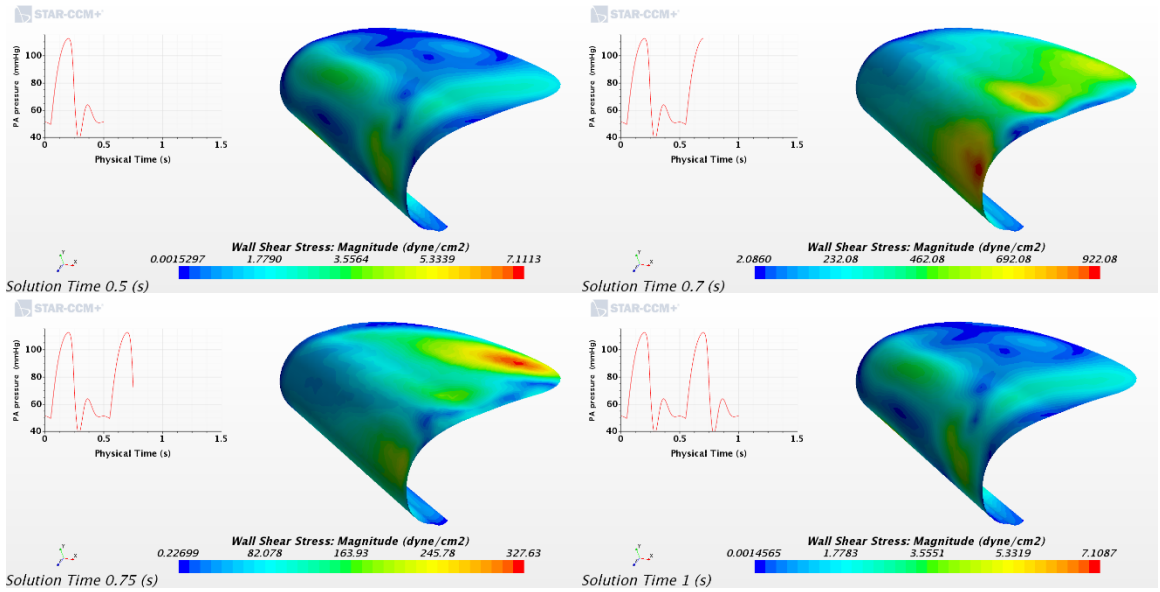 STAR-CCM+
PA pressure (mmHg)
100
80
60
40
0
0.5
1
1.5
Physical Time (s)
Wall Shear Stress: Magnitude (dyne/cm2)
0.0015297 1.7790 3.5564 5.3339 7.1113
Y
X
Solution Time 0.5 (s)
STAR-CCM+
PA pressure (mmHg)
100
80
60
40
0
0.5
1
1.5
Physical Time (s)
Wall Shear Stress: Magnitude (dyne/cm2)
2.0860 232.08 462.08 692.08 922.08
Y
X
Solution Time 0.7 (s)
STAR-CCM+
PA pressure (mmHg)
100
80
60
40
0
0.5
1
1.5
Physical Time (s)
Wall Shear Stress: Magnitude (dyne/cm2)
0.22699 82.078 163.93 245.78 327.63
Y
X
Solution Time 0.75 (s)
STAR-CCM+
PA pressure (mmHg)
100
80
60
40
0
0.5
1
1.5
Physical Time (s)
Wall Shear Stress: Magnitude (dyne/cm2)
0.0014565 1.7783 3.5551 5.3319 7.1087
Y
X
Solution Time 1 (s)